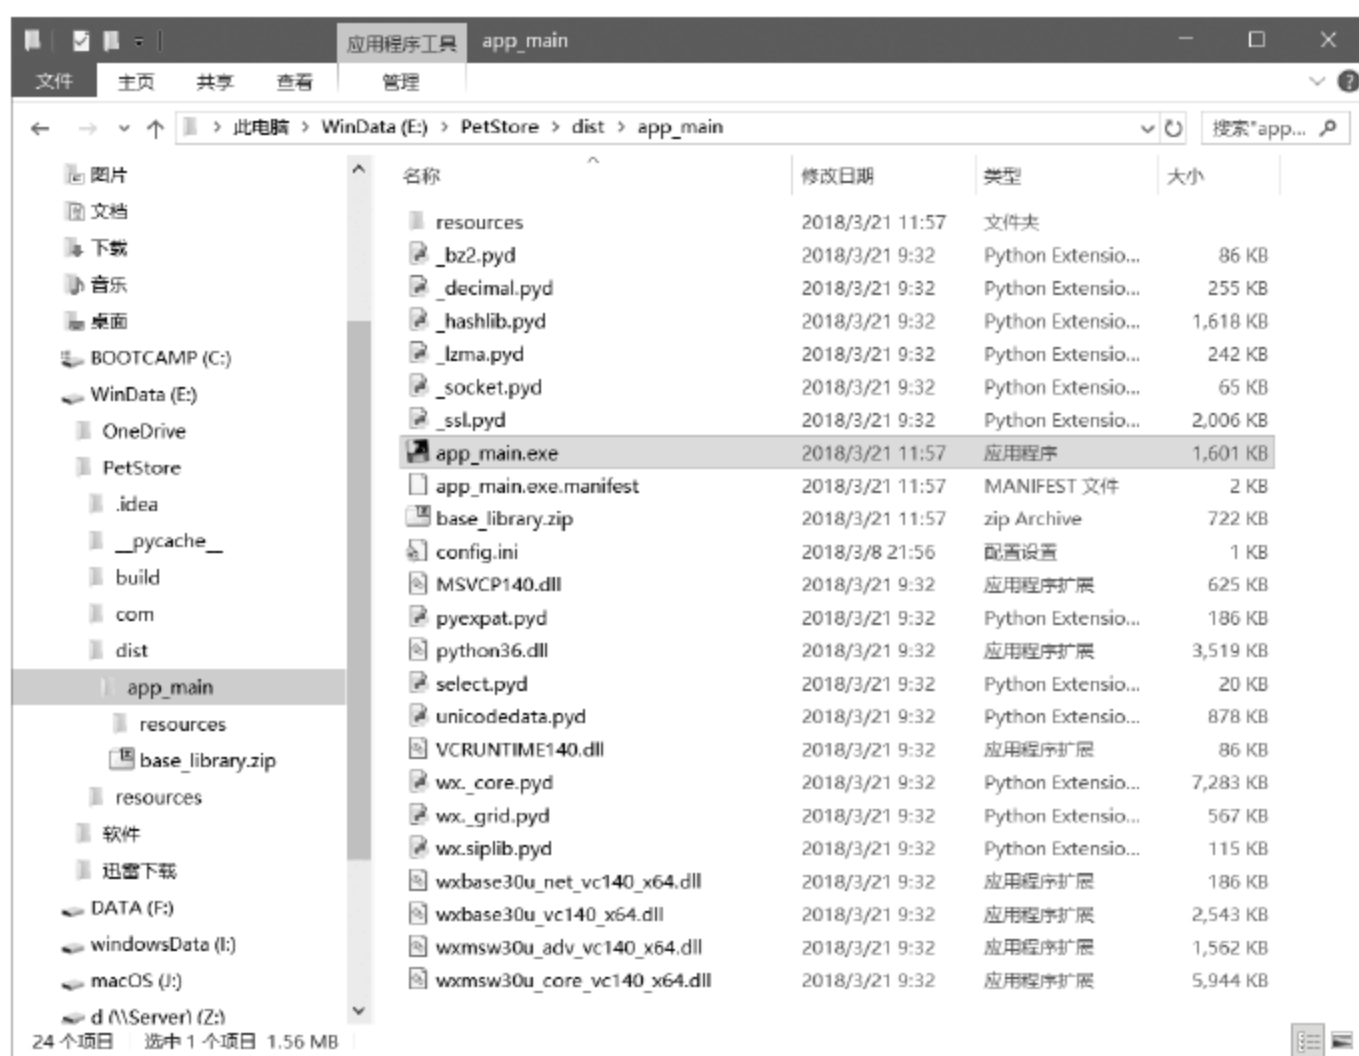 应用程序工具 app_main
文件 主页 共享 查看 管理
此电脑 > WinData (E:) > PetStore > dist > app_main 搜索"app...
图片
文档
下载
音乐
桌面
BOOTCAMP (C:)
WinData (E:)
OneDrive
PetStore
.idea
__pycache__
build
com
dist
app_main
resources
base_library.zip
resources
软件
迅雷下载
DATA (F:)
windowsData (I:)
macOS (J:)
d (\\Server) (Z:)
名称 修改日期 类型 大小
resources 2018/3/21 11:57 文件夹
_bz2.pyd 2018/3/21 9:32 Python Extensio... 86 KB
_decimal.pyd 2018/3/21 9:32 Python Extensio... 255 KB
_hashlib.pyd 2018/3/21 9:32 Python Extensio... 1,618 KB
_lzma.pyd 2018/3/21 9:32 Python Extensio... 242 KB
_socket.pyd 2018/3/21 9:32 Python Extensio... 65 KB
_ssl.pyd 2018/3/21 9:32 Python Extensio... 2,006 KB
app_main.exe 2018/3/21 11:57 应用程序 1,601 KB
app_main.exe.manifest 2018/3/21 11:57 MANIFEST 文件 2 KB
base_library.zip 2018/3/21 11:57 zip Archive 722 KB
config.ini 2018/3/8 21:56 配置设置 1 KB
MSVCP140.dll 2018/3/21 9:32 应用程序扩展 625 KB
pyexpat.pyd 2018/3/21 9:32 Python Extensio... 186 KB
python36.dll 2018/3/21 9:32 应用程序扩展 3,519 KB
select.pyd 2018/3/21 9:32 Python Extensio... 20 KB
unicodedata.pyd 2018/3/21 9:32 Python Extensio... 878 KB
VCRUNTIME140.dll 2018/3/21 9:32 应用程序扩展 86 KB
wx._core.pyd 2018/3/21 9:32 Python Extensio... 7,283 KB
wx._grid.pyd 2018/3/21 9:32 Python Extensio... 567 KB
wx.siplib.pyd 2018/3/21 9:32 Python Extensio... 115 KB
wxbase30u_net_vc140_x64.dll 2018/3/21 9:32 应用程序扩展 186 KB
wxbase30u_vc140_x64.dll 2018/3/21 9:32 应用程序扩展 2,543 KB
wxmsw30u_adv_vc140_x64.dll 2018/3/21 9:32 应用程序扩展 1,562 KB
wxmsw30u_core_vc140_x64.dll 2018/3/21 9:32 应用程序扩展 5,944 KB
24 个项目 选中 1 个项目 1.56 MB